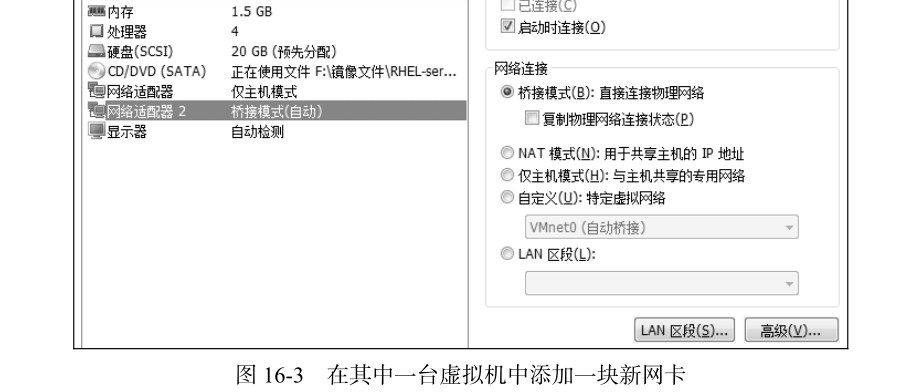 内存 1.5 GB
处理器 4
硬盘(SCSI) 20 GB (预先分配)
CD/DVD (SATA) 正在使用文件 F:\镜像文件\RHEL-ser...
网络适配器 仅主机模式
网络适配器 2 桥接模式(自动)
显示器 自动检测
已连接(C)
启动时连接(O)
网络连接
桥接模式(B): 直接连接物理网络
复制物理网络连接状态(P)
NAT 模式(N): 用于共享主机的 IP 地址
仅主机模式(H): 与主机共享的专用网络
自定义(U): 特定虚拟网络
VMnet0 (自动桥接)
LAN 区段(L):
LAN 区段(S)... 高级(V)...
图 16-3 在其中一台虚拟机中添加一块新网卡